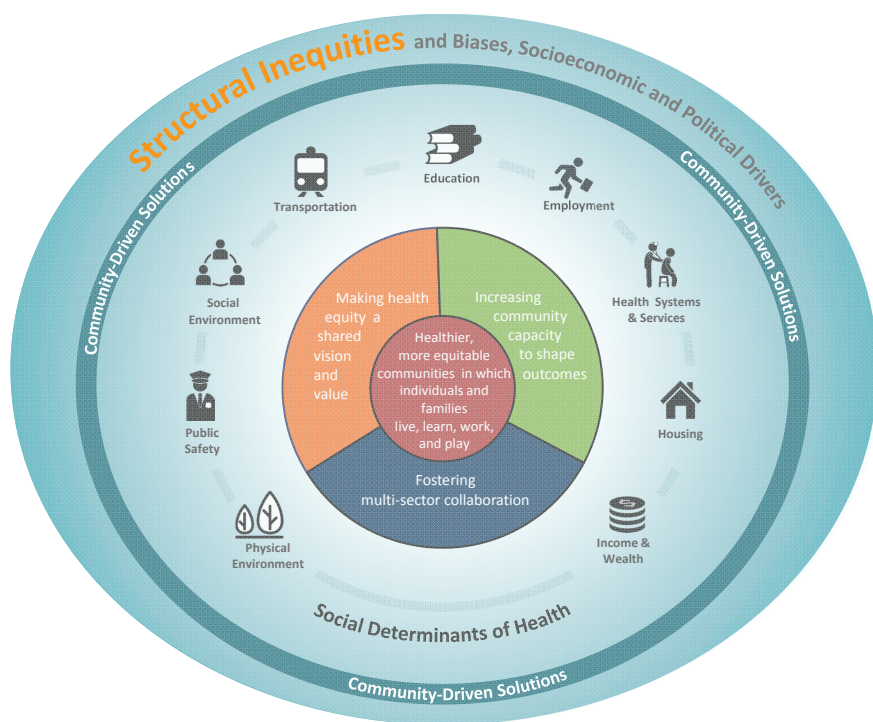 Structural Inequities and Biases, Socioeconomic and Political Drivers
Community-Driven Solutions
Community-Driven Solutions
Education
Transportation
Employment
Social
Environment
Health Systems
& Services
Public
Safety
Housing
Physical
Environment
Income &
Wealth
Making health
equity a
shared
vision
and
value
Increasing
community
capacity
to shape
outcomes
Healthier,
more equitable
communities in which
individuals and
families
live, learn, work,
and play
Fostering
multi-sector collaboration
Social Determinants of Health
Community-Driven Solutions